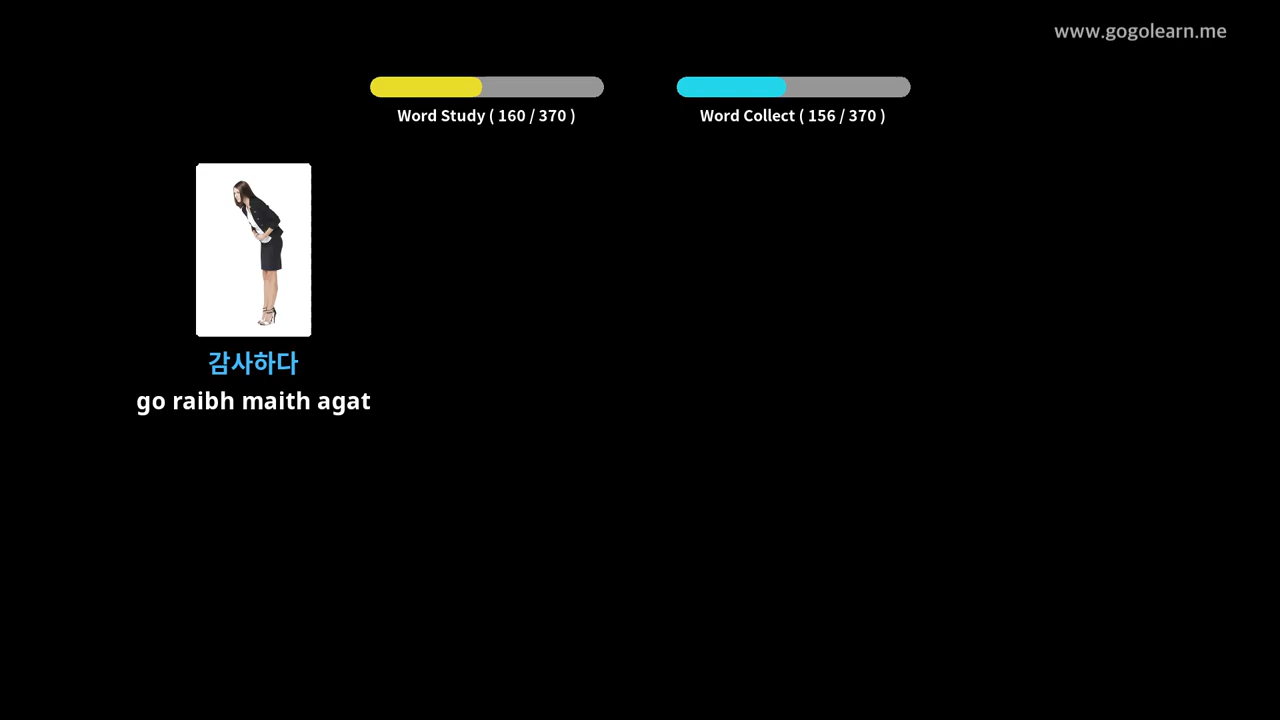 www.gogolearn.me
Word Study ( 160 / 370 )
Word Collect ( 156 / 370 )
감사하다
go raibh maith agat